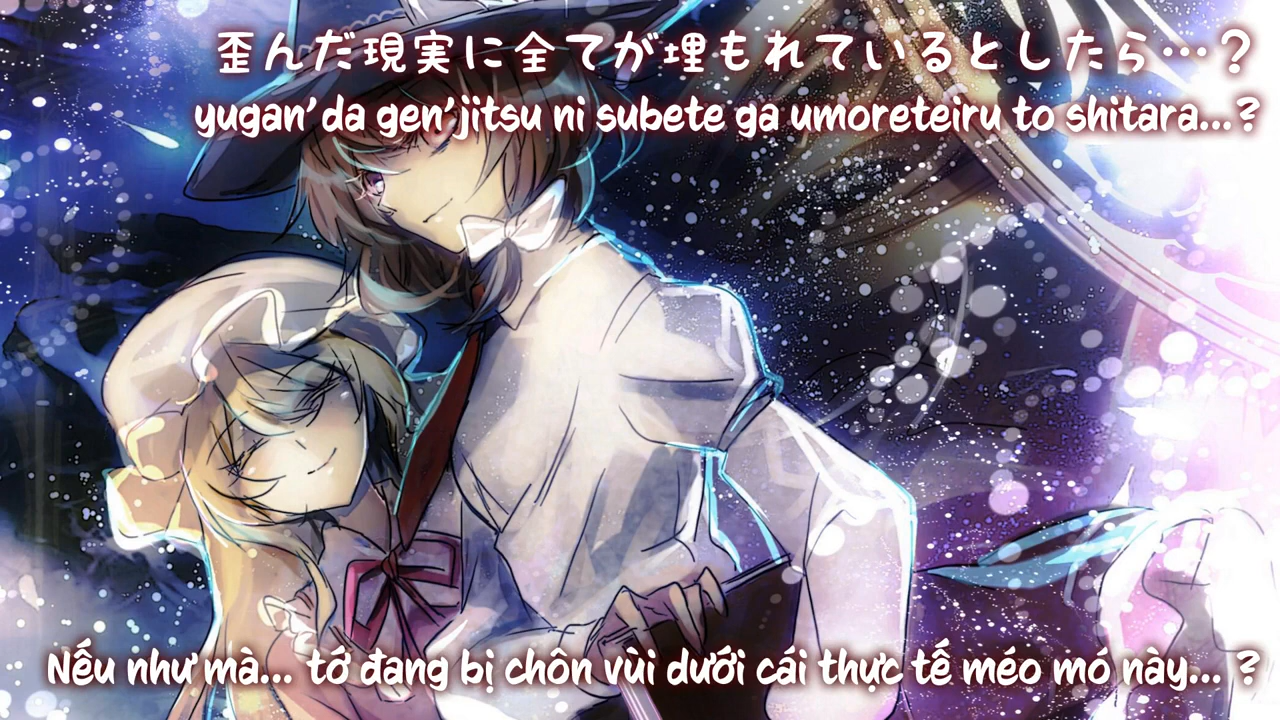 歪んだ現実に全てが埋もれているとしたら…？
yugan'da gen'jitsu ni subete ga umoreteiru to shitara...?
Nếu như mà... tớ đang bị chôn vùi dưới cái thực tế méo mó này... ?